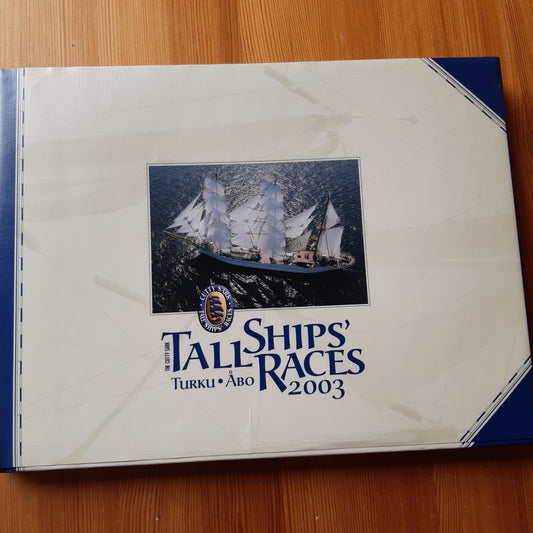 CUTTY SARK
TALL SHIPS' RACES
THE CUTTY SARK
TALL SHIPS'
RACES
TURKU • ÅBO
2003